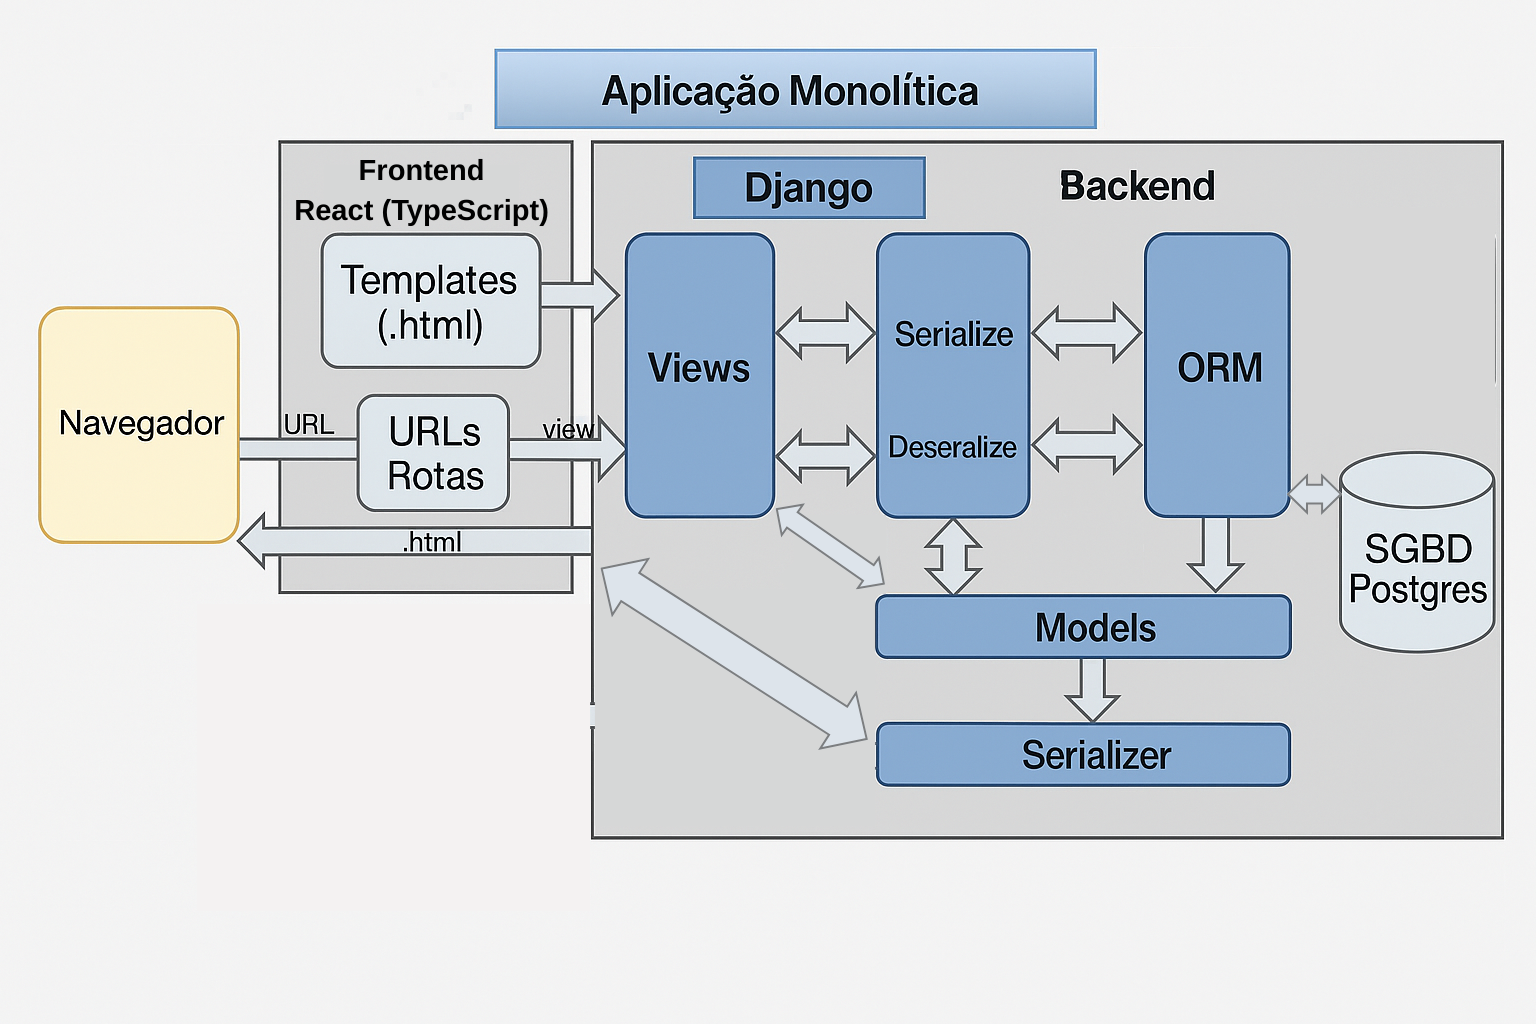 Aplicação Monolítica
Frontend
React (TypeScript)
Django
Backend
Templates
(.html)
Navegador
URL
URLs
Rotas
view
.html
Views
Serialize
Deseralize
ORM
SGBD
Postgres
Models
Serializer